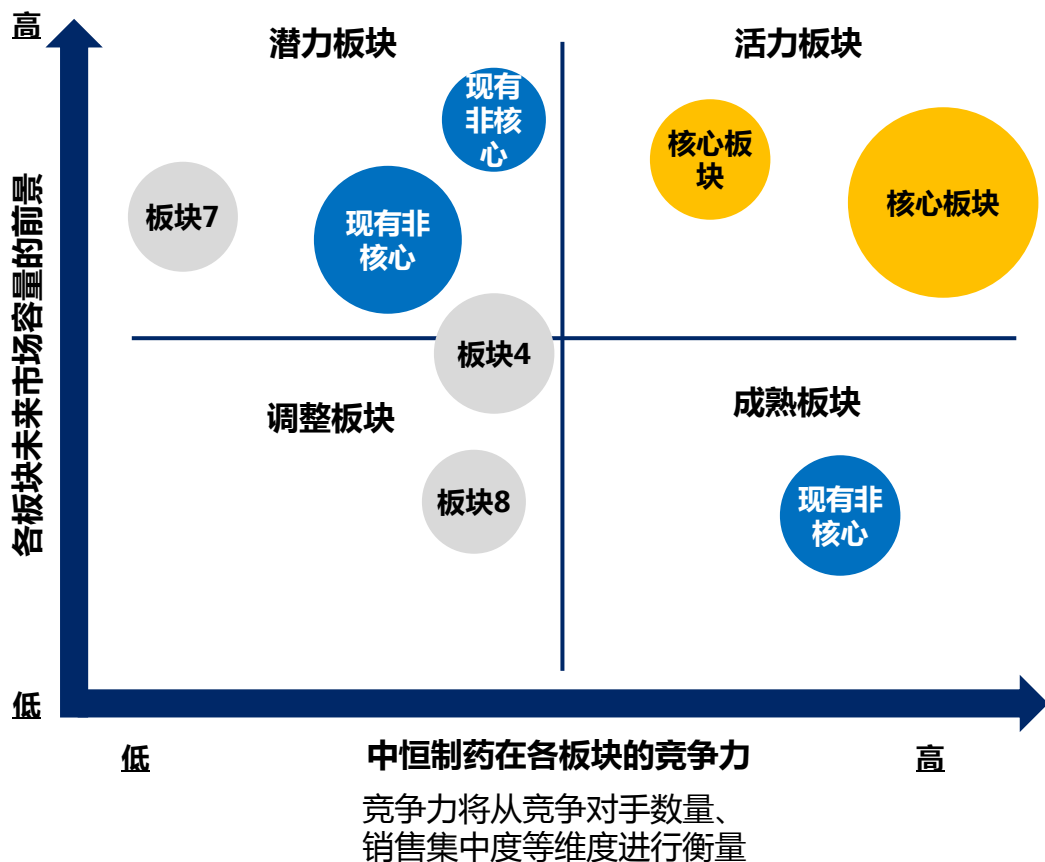 高
潜力板块
活力板块
现有
非核
心
核心板
块
核心板块
板块7
现有非
核心
各板块未来市场容量的前景
板块4
调整板块
成熟板块
板块8
现有非
核心
低
低
中恒制药在各板块的竞争力
高
竞争力将从竞争对手数量、
销售集中度等维度进行衡量